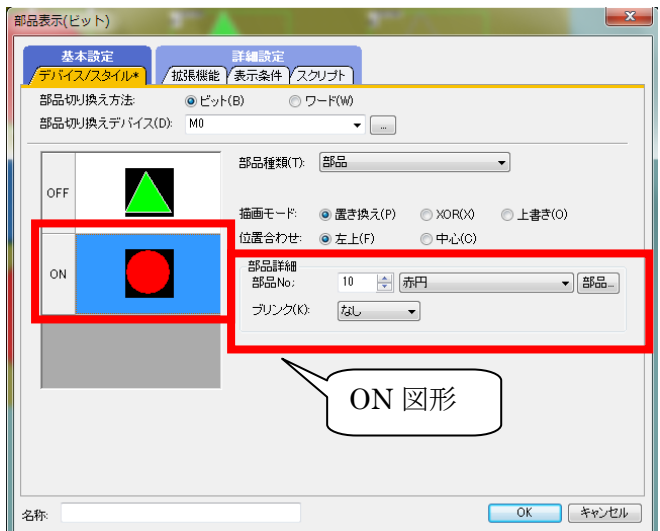 部品表示(ビット)
基本設定 詳細設定
デバイス/スタイル* 拡張機能 表示条件 スクリプト
部品切り換え方法: ビット(B) ワード(W)
部品切り換えデバイス(D): M0 ...
部品種類(T): 部品
OFF
描画モード: 置き換え(P) XOR(X) 上書き(O)
位置合わせ: 左上(F) 中心(C)
ON
部品詳細
部品No.: 10 赤円 部品...
ブリンク(K): なし
ON 図形
名称: OK キャンセル